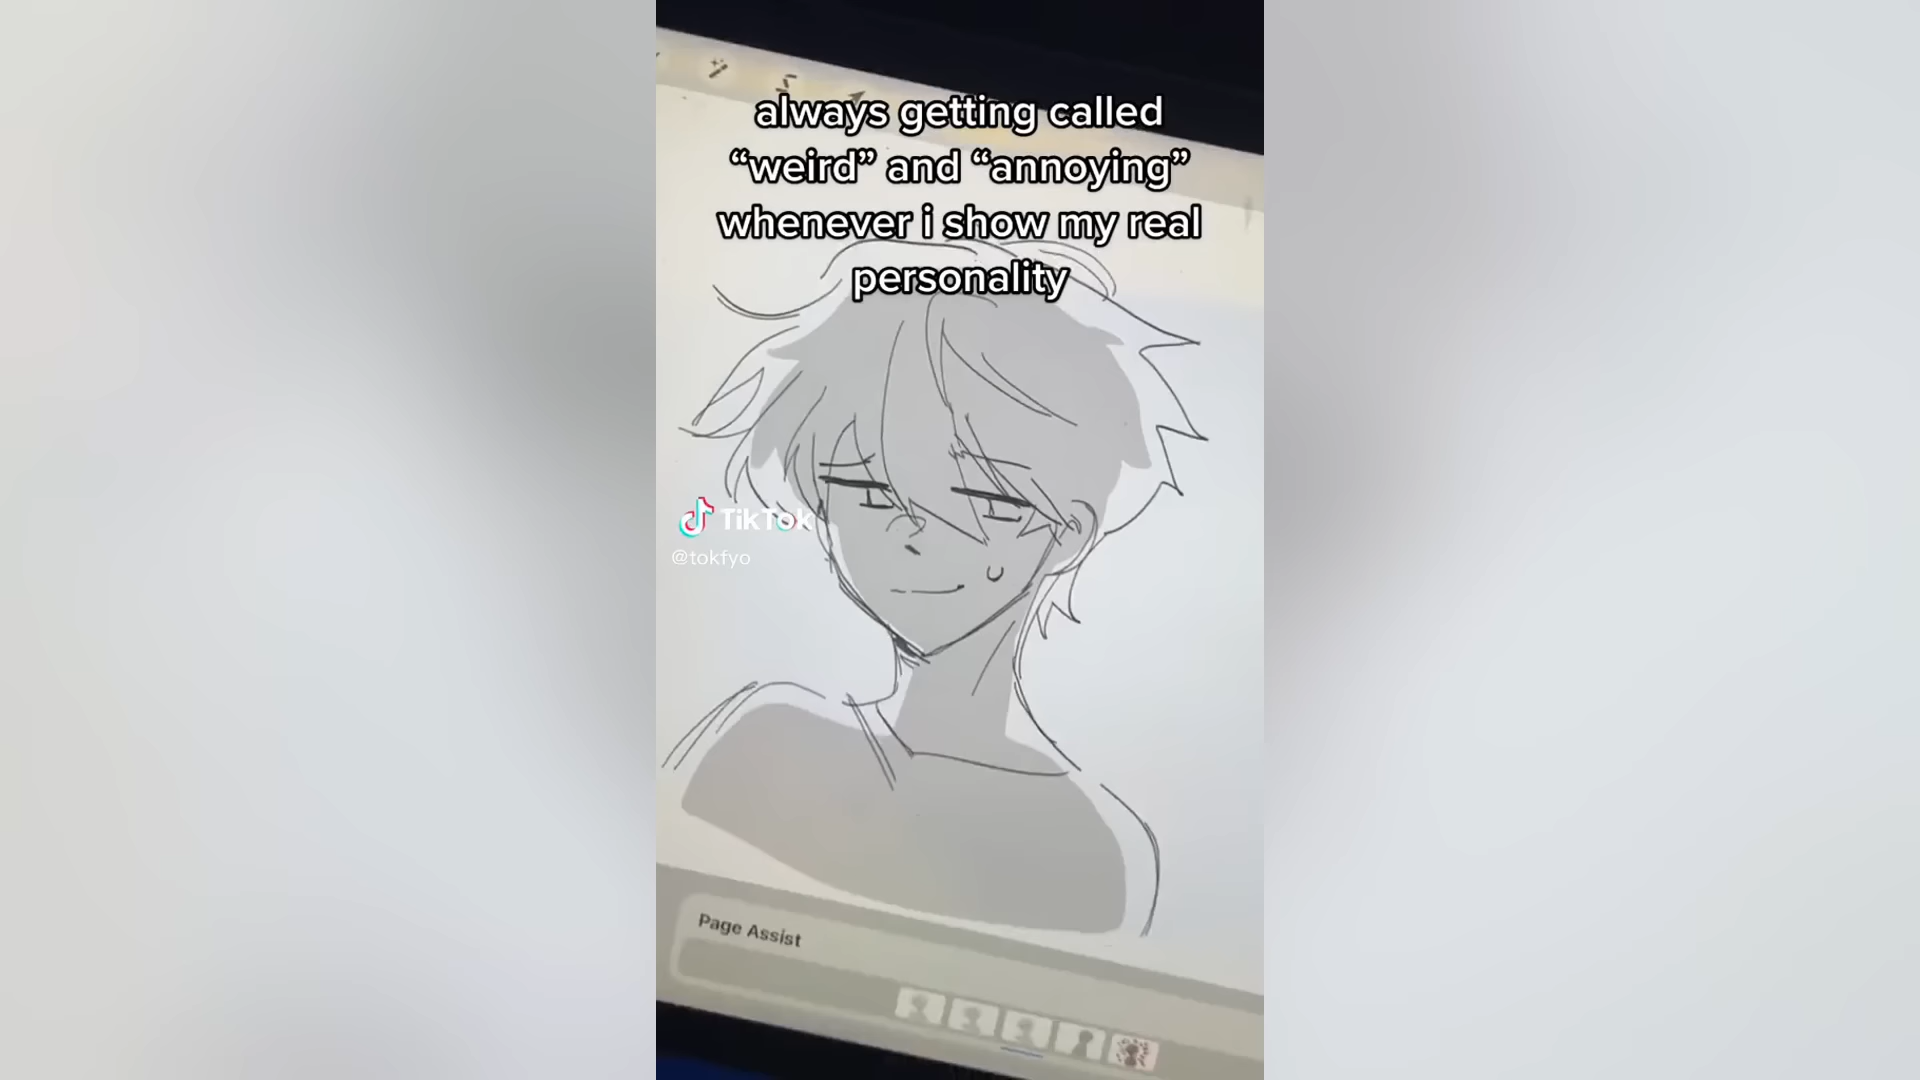 always getting called
“weird” and “annoying”
whenever i show my real
personality
TikTok
@tokfyo
Page Assist